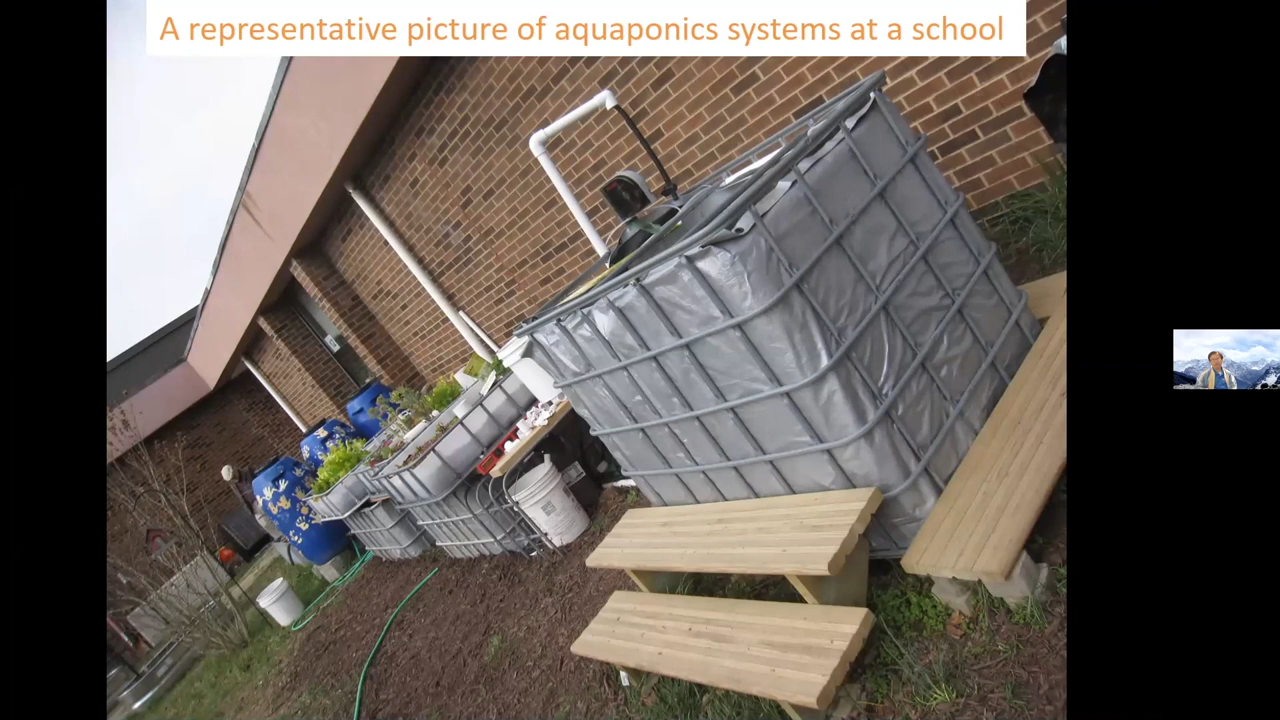 A representative picture of aquaponics systems at a school